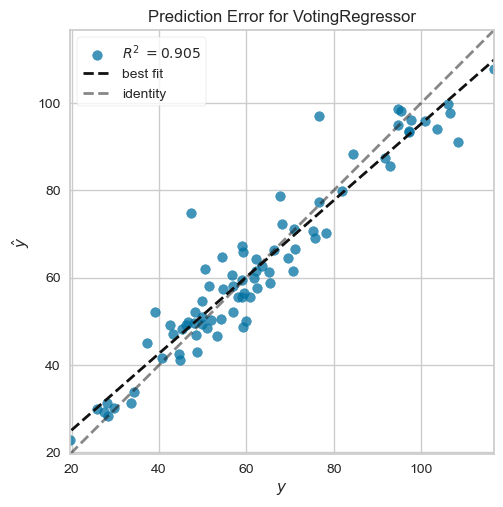 Prediction Error for VotingRegressor
R² = 0.905
best fit
identity
100
80
60
40
20
ŷ
20 40 60 80 100
y